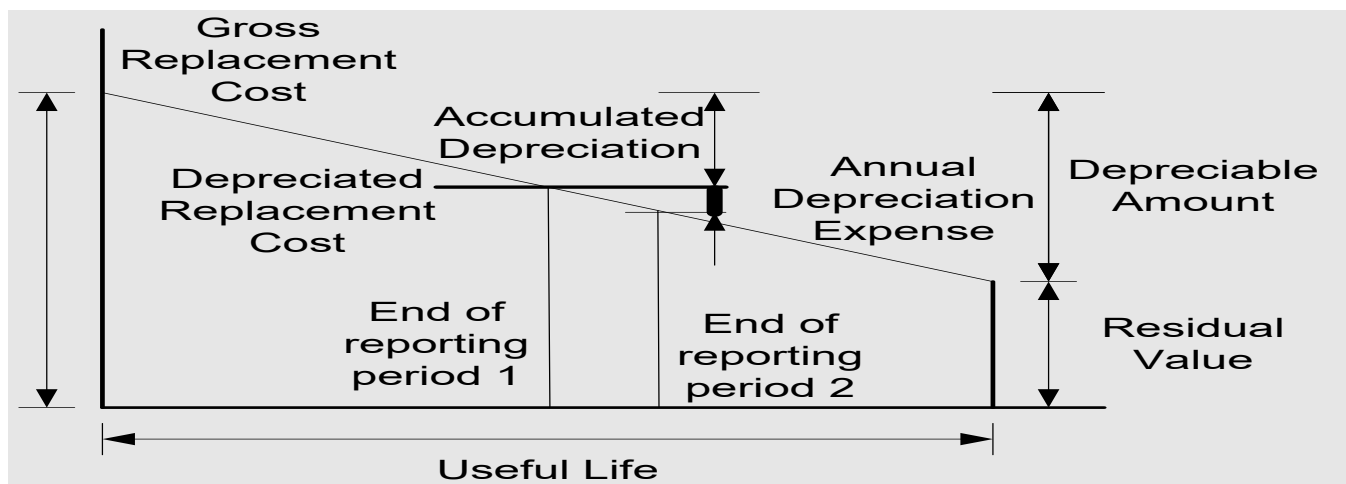 Gross
Replacement
Cost
Accumulated
Depreciation
Depreciated
Replacement
Cost
Annual
Depreciation
Expense
Depreciable
Amount
End of
reporting
period 1
End of
reporting
period 2
Residual
Value
Useful Life